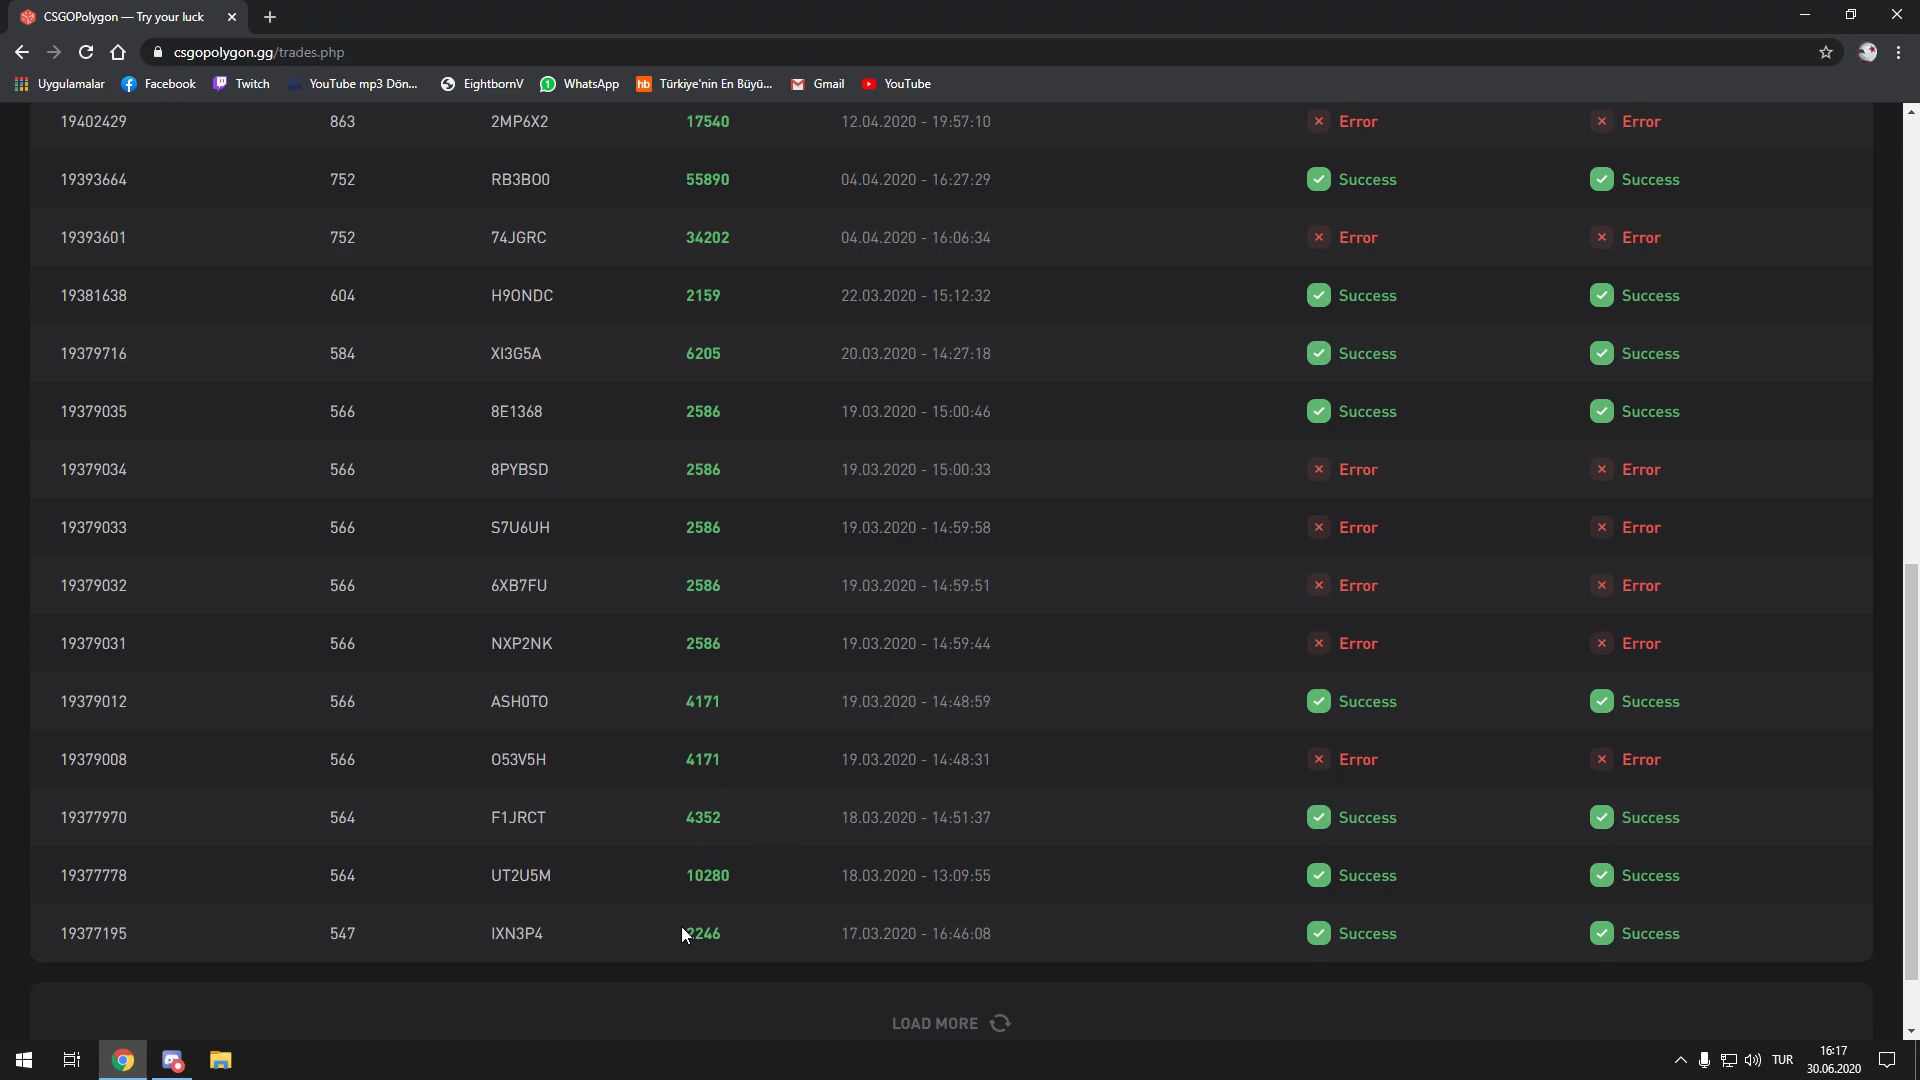 CSGOPolygon — Try your luck
csgopolygon.gg/trades.php
Uygulamalar Facebook Twitch YouTube mp3 Dön... EightbornV WhatsApp hb Türkiye'nin En Büyü... Gmail YouTube
19402429 863 2MP6X2 17540 12.04.2020 - 19:57:10 Error Error
19393664 752 RB3BO0 55890 04.04.2020 - 16:27:29 Success Success
19393601 752 74JGRC 34202 04.04.2020 - 16:06:34 Error Error
19381638 604 H9ONDC 2159 22.03.2020 - 15:12:32 Success Success
19379716 584 XI3G5A 6205 20.03.2020 - 14:27:18 Success Success
19379035 566 8E1368 2586 19.03.2020 - 15:00:46 Success Success
19379034 566 8PYBSD 2586 19.03.2020 - 15:00:33 Error Error
19379033 566 S7U6UH 2586 19.03.2020 - 14:59:58 Error Error
19379032 566 6XB7FU 2586 19.03.2020 - 14:59:51 Error Error
19379031 566 NXP2NK 2586 19.03.2020 - 14:59:44 Error Error
19379012 566 ASH0TO 4171 19.03.2020 - 14:48:59 Success Success
19379008 566 O53V5H 4171 19.03.2020 - 14:48:31 Error Error
19377970 564 F1JRCT 4352 18.03.2020 - 14:51:37 Success Success
19377778 564 UT2U5M 10280 18.03.2020 - 13:09:55 Success Success
19377195 547 IXN3P4 2246 17.03.2020 - 16:46:08 Success Success
LOAD MORE
TUR 16:17
30.06.2020